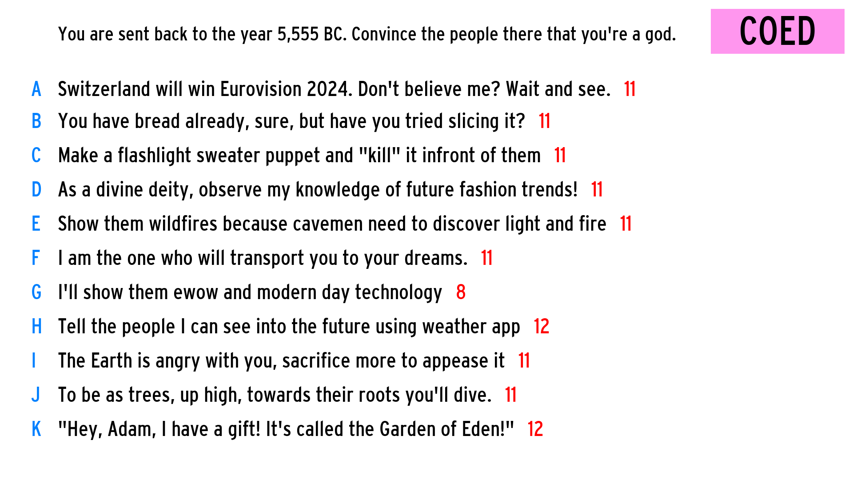 You are sent back to the year 5,555 BC. Convince the people there that you're a god.
COED
A Switzerland will win Eurovision 2024. Don't believe me? Wait and see. 11
B You have bread already, sure, but have you tried slicing it? 11
C Make a flashlight sweater puppet and "kill" it infront of them 11
D As a divine deity, observe my knowledge of future fashion trends! 11
E Show them wildfires because cavemen need to discover light and fire 11
F I am the one who will transport you to your dreams. 11
G I'll show them ewow and modern day technology 8
H Tell the people I can see into the future using weather app 12
I The Earth is angry with you, sacrifice more to appease it 11
J To be as trees, up high, towards their roots you'll dive. 11
K "Hey, Adam, I have a gift! It's called the Garden of Eden!" 12